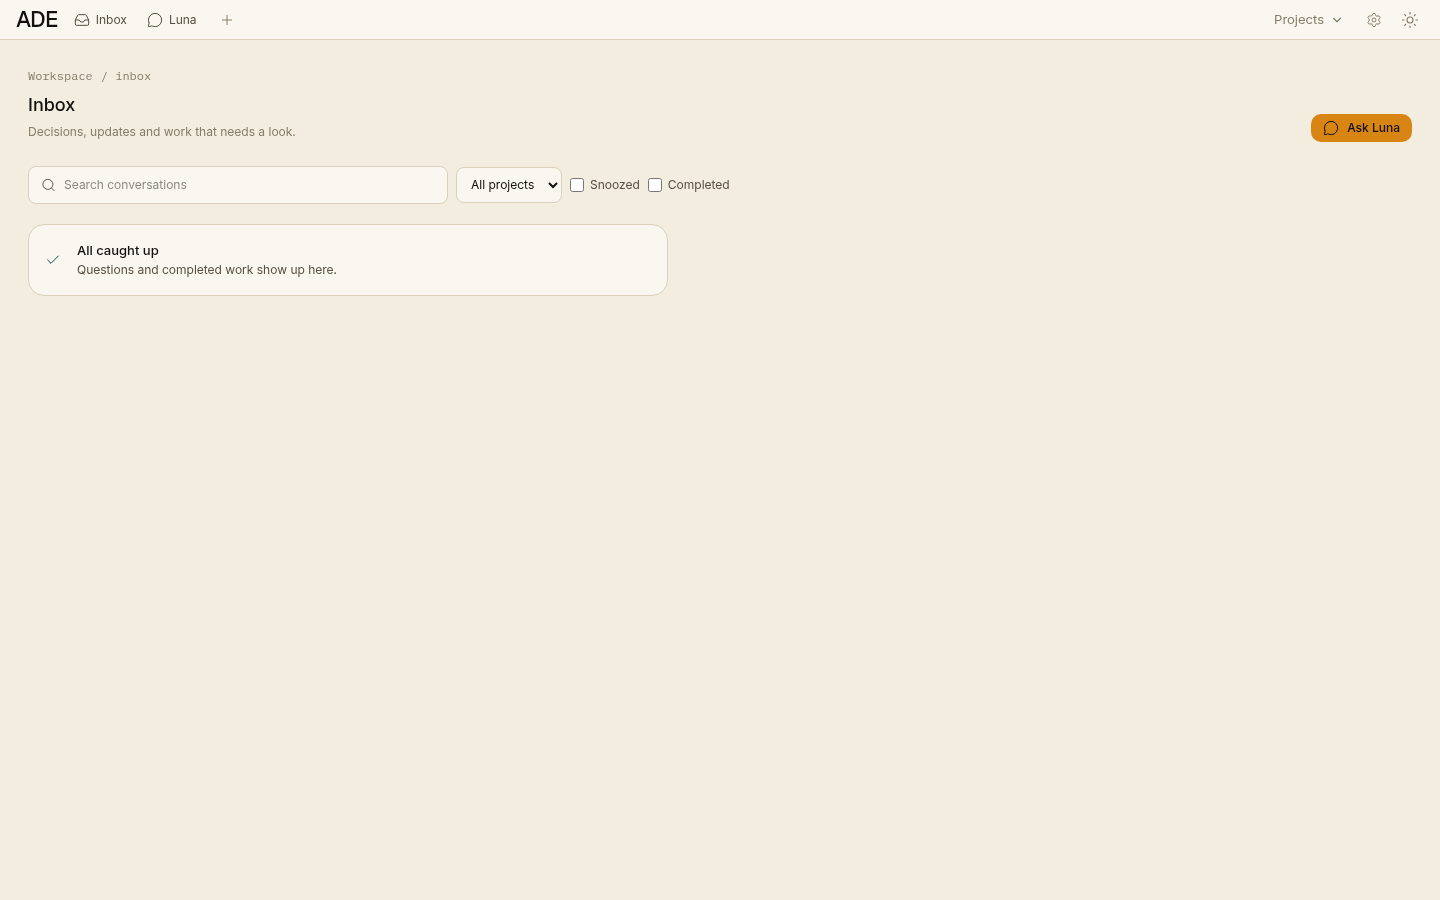 ADE Inbox Luna Projects
Workspace / inbox
Inbox
Decisions, updates and work that needs a look.
Ask Luna
Search conversations All projects Snoozed Completed
All caught up
Questions and completed work show up here.